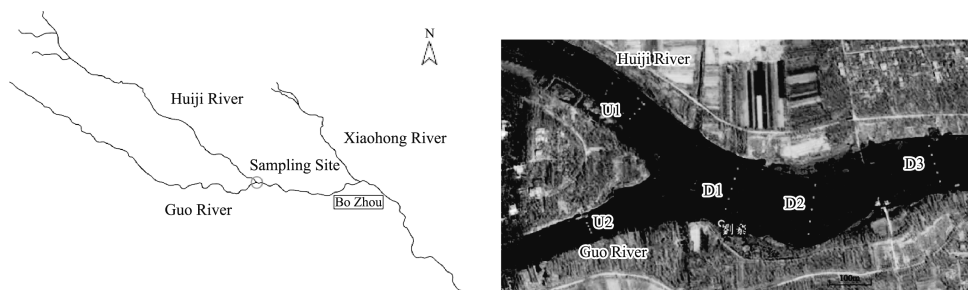 N
Huiji River
Xiaohong River
Sampling Site
Guo River
Bo Zhou
Huiji River
U1
D3
D1
D2
U2
Guo River
100m